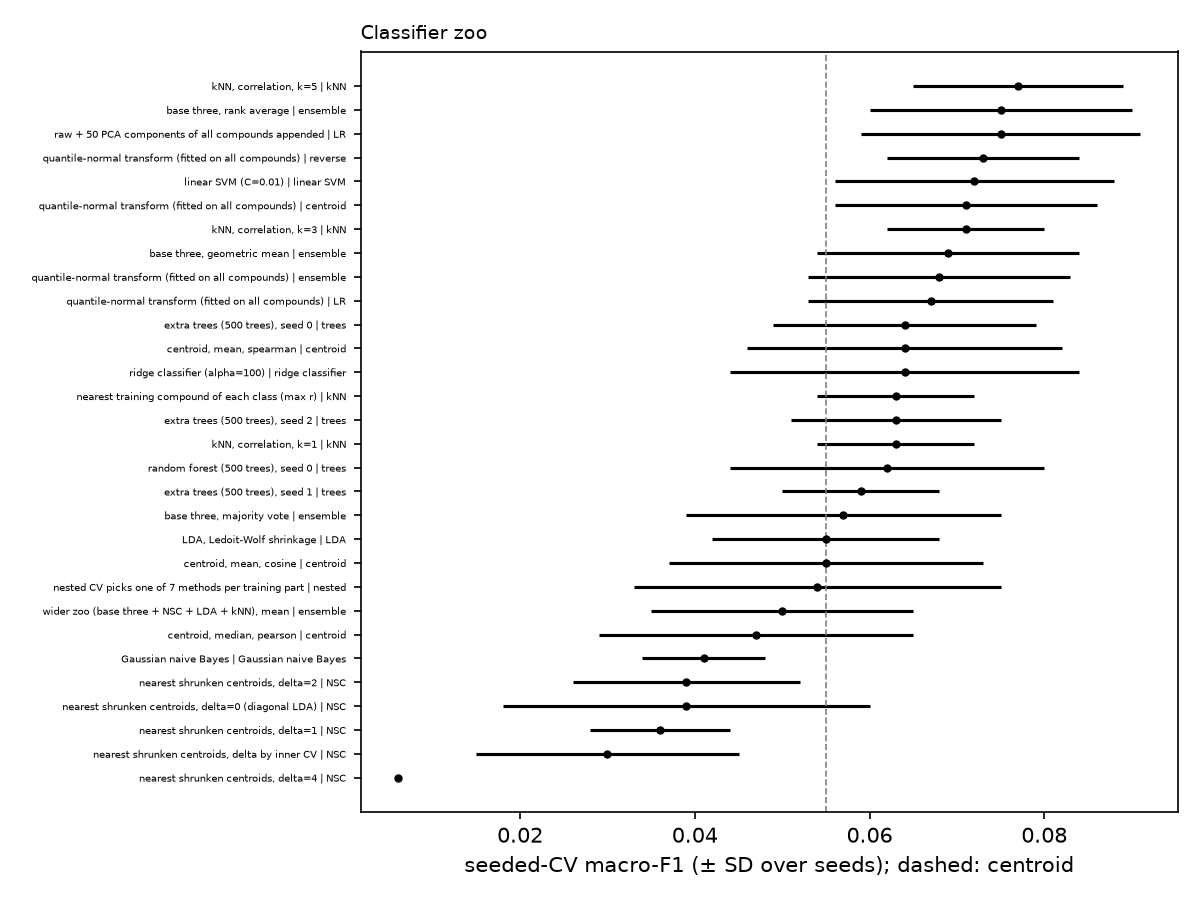 Classifier zoo
kNN, correlation, k=5 | kNN
base three, rank average | ensemble
raw + 50 PCA components of all compounds appended | LR
quantile-normal transform (fitted on all compounds) | reverse
linear SVM (C=0.01) | linear SVM
quantile-normal transform (fitted on all compounds) | centroid
kNN, correlation, k=3 | kNN
base three, geometric mean | ensemble
quantile-normal transform (fitted on all compounds) | ensemble
quantile-normal transform (fitted on all compounds) | LR
extra trees (500 trees), seed 0 | trees
centroid, mean, spearman | centroid
ridge classifier (alpha=100) | ridge classifier
nearest training compound of each class (max r) | kNN
extra trees (500 trees), seed 2 | trees
kNN, correlation, k=1 | kNN
random forest (500 trees), seed 0 | trees
extra trees (500 trees), seed 1 | trees
base three, majority vote | ensemble
LDA, Ledoit-Wolf shrinkage | LDA
centroid, mean, cosine | centroid
nested CV picks one of 7 methods per training part | nested
wider zoo (base three + NSC + LDA + kNN), mean | ensemble
centroid, median, pearson | centroid
Gaussian naive Bayes | Gaussian naive Bayes
nearest shrunken centroids, delta=2 | NSC
nearest shrunken centroids, delta=0 (diagonal LDA) | NSC
nearest shrunken centroids, delta=1 | NSC
nearest shrunken centroids, delta by inner CV | NSC
nearest shrunken centroids, delta=4 | NSC
0.02 0.04 0.06 0.08
seeded-CV macro-F1 (± SD over seeds); dashed: centroid